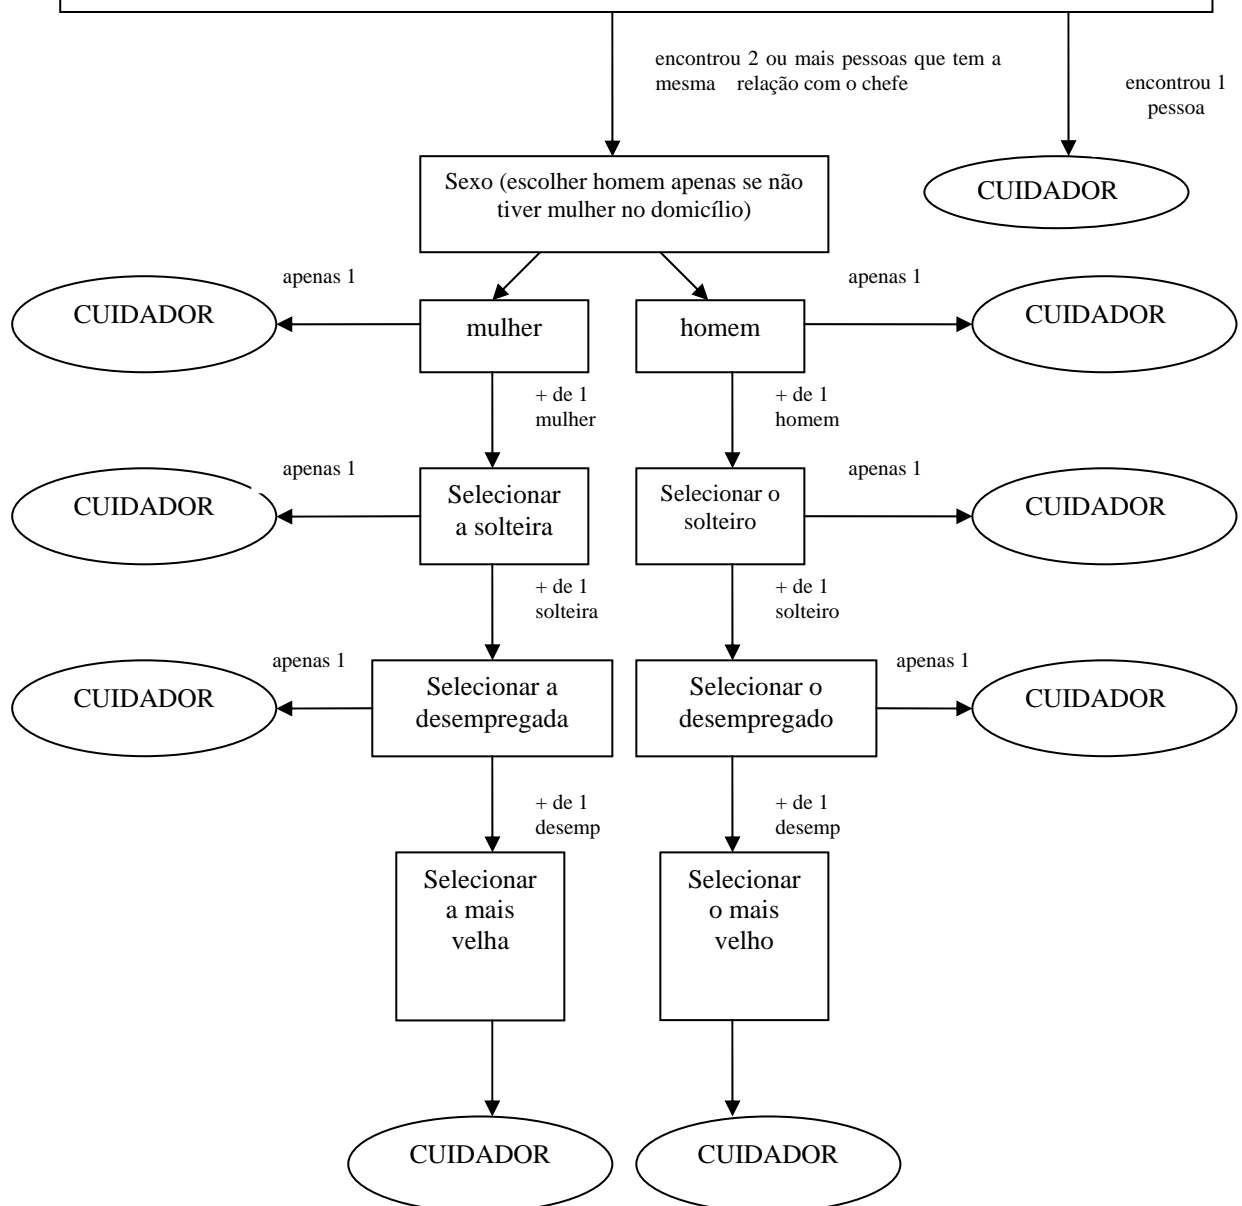 encontrou 2 ou mais pessoas que tem a
mesma relação com o chefe
encontrou 1
pessoa
Sexo (escolher homem apenas se não
tiver mulher no domicílio)
CUIDADOR
apenas 1
apenas 1
CUIDADOR
mulher
homem
CUIDADOR
+ de 1
mulher
+ de 1
homem
apenas 1
apenas 1
CUIDADOR
Selecionar
a solteira
Selecionar o
solteiro
CUIDADOR
+ de 1
solteira
+ de 1
solteiro
apenas 1
apenas 1
CUIDADOR
Selecionar a
desempregada
Selecionar o
desempregado
CUIDADOR
+ de 1
desemp
+ de 1
desemp
Selecionar
a mais
velha
Selecionar
o mais
velho
CUIDADOR
CUIDADOR